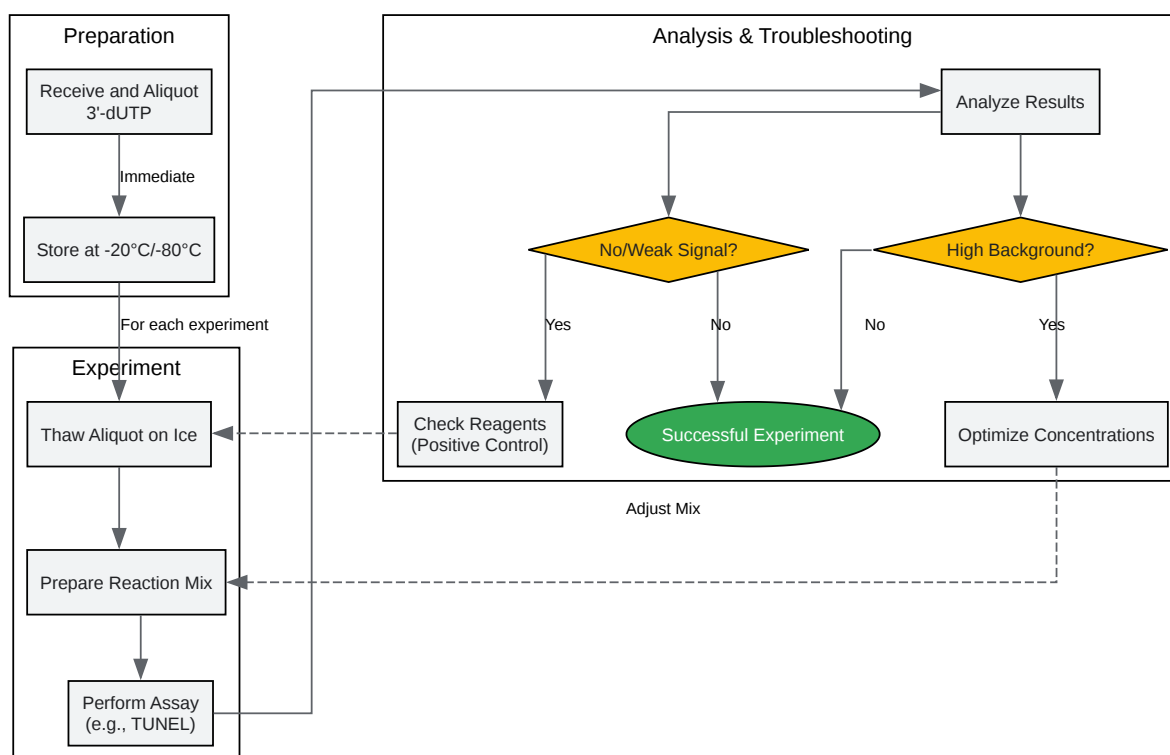 Preparation
Receive and Aliquot
3'-dUTP
Immediate
Store at -20°C/-80°C
For each experiment
Experiment
Thaw Aliquot on Ice
Prepare Reaction Mix
Perform Assay
(e.g., TUNEL)
Analysis & Troubleshooting
Analyze Results
No/Weak Signal?
High Background?
Yes
No
No
Yes
Check Reagents
(Positive Control)
Successful Experiment
Optimize Concentrations
Adjust Mix